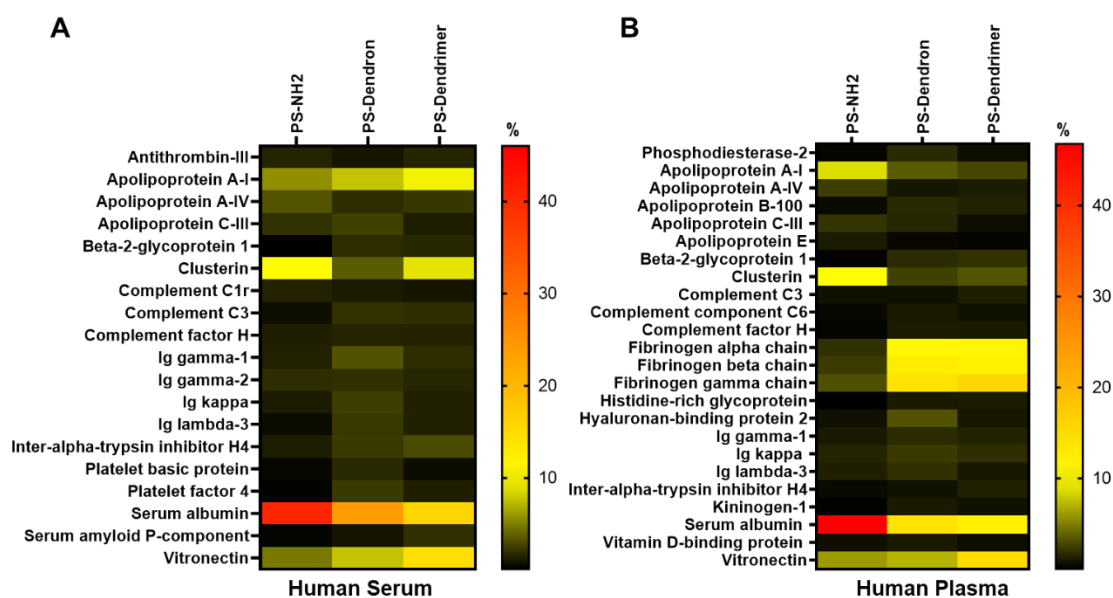 A
PS-NH2
PS-Dendron
PS-Dendrimer
%
Antithrombin-III
Apolipoprotein A-I
Apolipoprotein A-IV
Apolipoprotein C-III
Beta-2-glycoprotein 1
Clusterin
Complement C1r
Complement C3
Complement factor H
Ig gamma-1
Ig gamma-2
Ig kappa
Ig lambda-3
Inter-alpha-trypsin inhibitor H4
Platelet basic protein
Platelet factor 4
Serum albumin
Serum amyloid P-component
Vitronectin
40
30
20
10
Human Serum
B
PS-NH2
PS-Dendron
PS-Dendrimer
%
Phosphodiesterase-2
Apolipoprotein A-I
Apolipoprotein A-IV
Apolipoprotein B-100
Apolipoprotein C-III
Apolipoprotein E
Beta-2-glycoprotein 1
Clusterin
Complement C3
Complement component C6
Complement factor H
Fibrinogen alpha chain
Fibrinogen beta chain
Fibrinogen gamma chain
Histidine-rich glycoprotein
Hyaluronan-binding protein 2
Ig gamma-1
Ig kappa
Ig lambda-3
Inter-alpha-trypsin inhibitor H4
Kininogen-1
Serum albumin
Vitamin D-binding protein
Vitronectin
40
30
20
10
Human Plasma